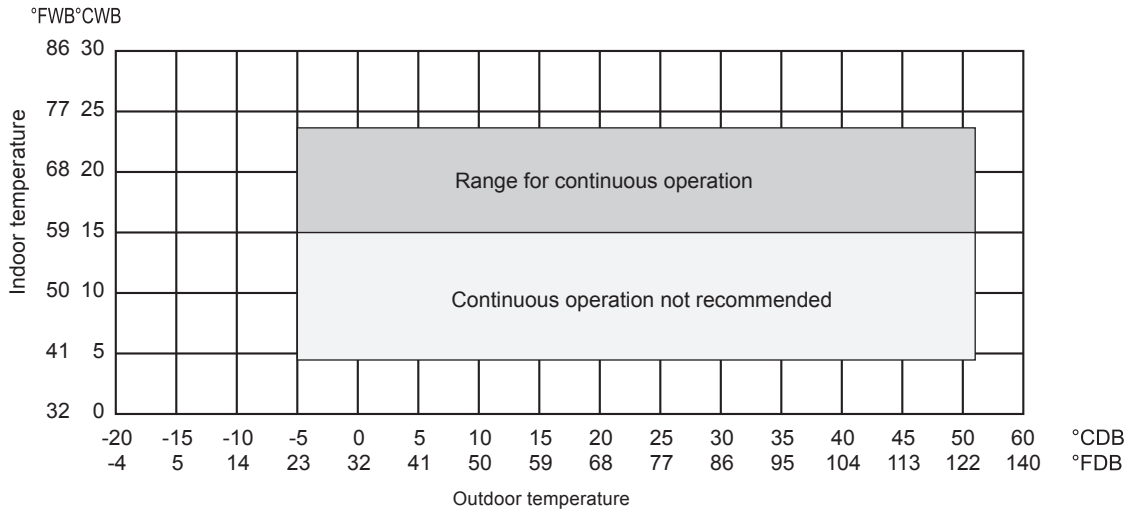 °FWB°CWB
86 30
77 25
68 20
59 15
50 10
41 5
32 0
Indoor temperature
Range for continuous operation
Continuous operation not recommended
-20 -15 -10 -5 0 5 10 15 20 25 30 35 40 45 50 60 °CDB
-4 5 14 23 32 41 50 59 68 77 86 95 104 113 122 140 °FDB
Outdoor temperature